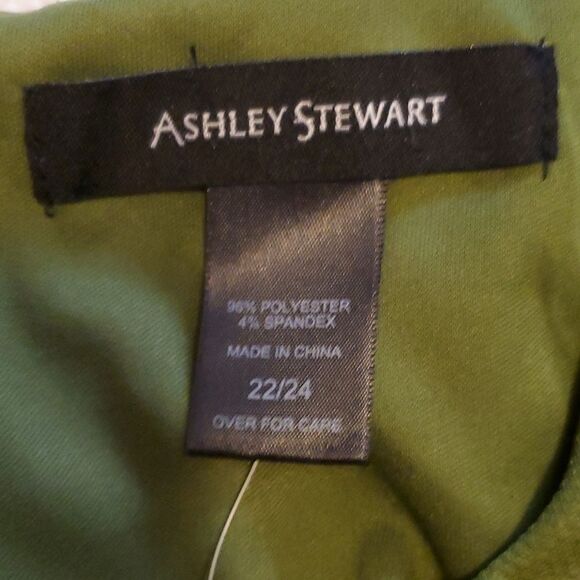 ASHLEY STEWART
96% POLYESTER
4% SPANDEX
MADE IN CHINA
22/24
OVER FOR CARE